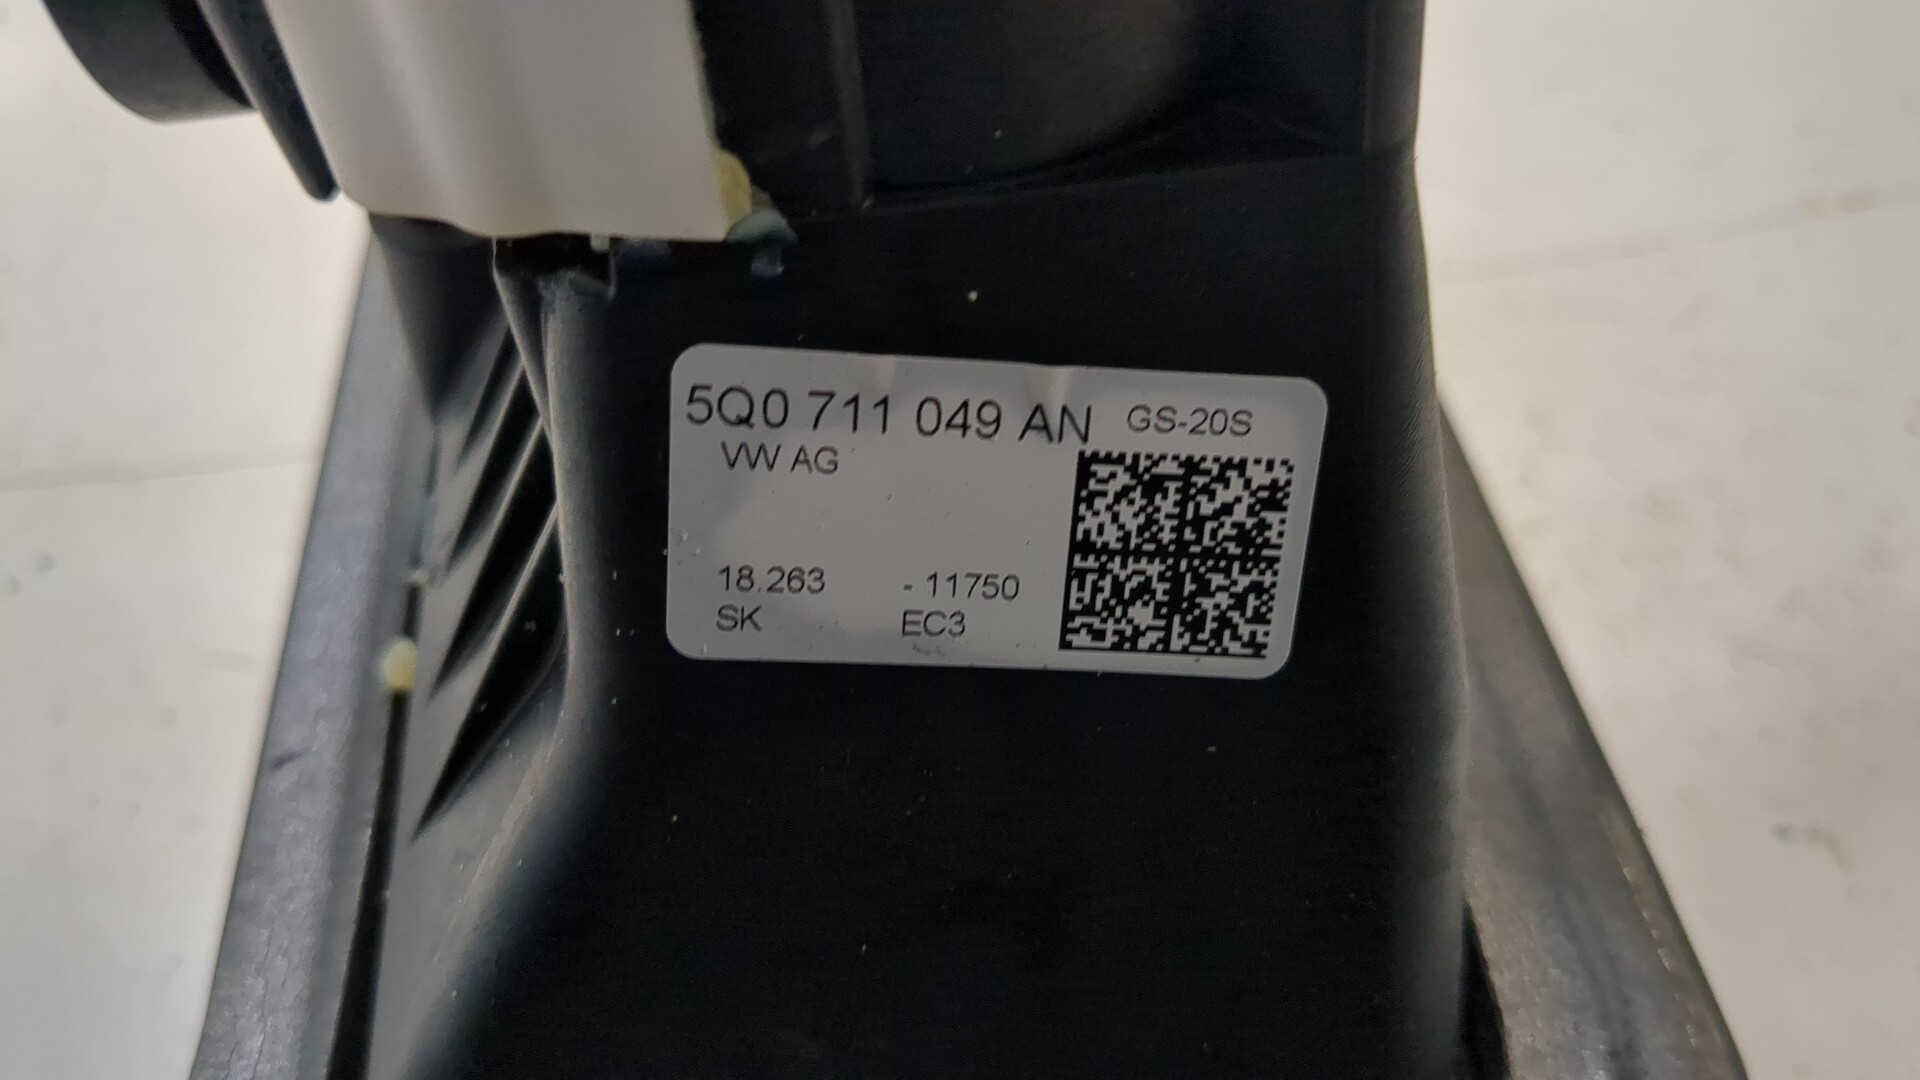 5Q0 711 049 AN GS-20S
VW AG
18.263 - 11750
SK EC3